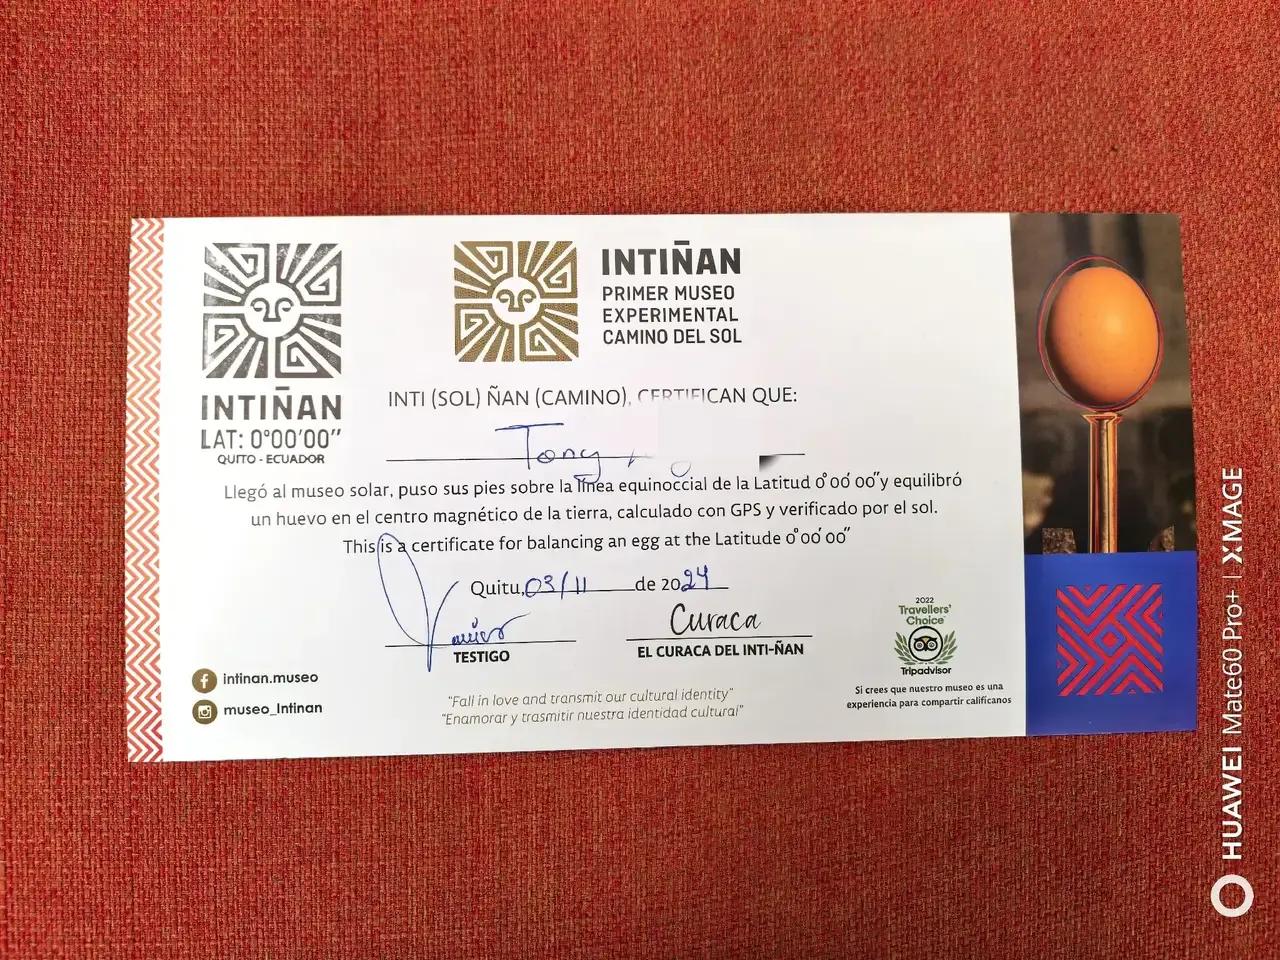 INTIÑAN
LAT: 0°00'00"
QUITO - ECUADOR
INTIÑAN
PRIMER MUSEO
EXPERIMENTAL
CAMINO DEL SOL
INTI (SOL) ÑAN (CAMINO), CERTIFICAN QUE:
Tony
Llegó al museo solar, puso sus pies sobre la línea equinoccial de la Latitud 0°00'00" y equilibró
un huevo en el centro magnético de la tierra, calculado con GPS y verificado por el sol.
This is a certificate for balancing an egg at the Latitude 0°00'00"
Quitu, 03/11 de 2024
TESTIGO
Curaca
EL CURACA DEL INTI-ÑAN
intinan.museo
museo_Intinan
"Fall in love and transmit our cultural identity"
"Enamorar y trasmitir nuestra identidad cultural"
2022
Travellers'
Choice
Tripadvisor
Si crees que nuestro museo es una
experiencia para compartir califícanos
HUAWEI Mate60 Pro+ | XMAGE